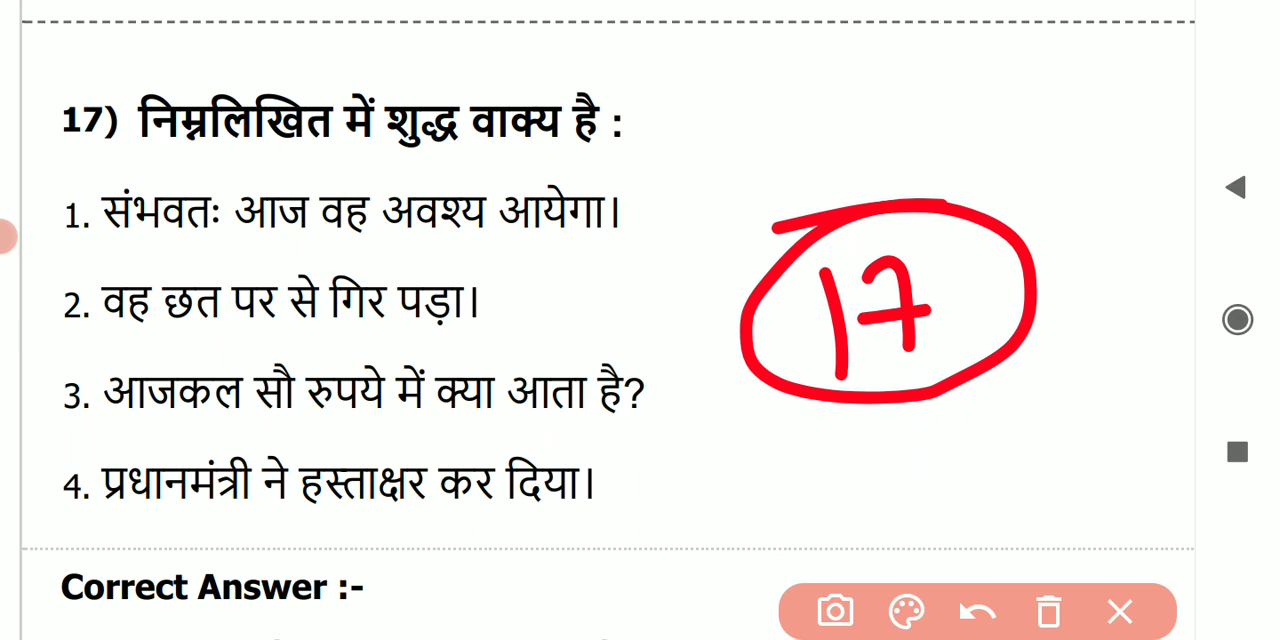 17) निम्नलिखित में शुद्ध वाक्य है :
1. संभवतः आज वह अवश्य आयेगा।
17
2. वह छत पर से गिर पड़ा।
3. आजकल सौ रुपये में क्या आता है?
4. प्रधानमंत्री ने हस्ताक्षर कर दिया।
Correct Answer :-